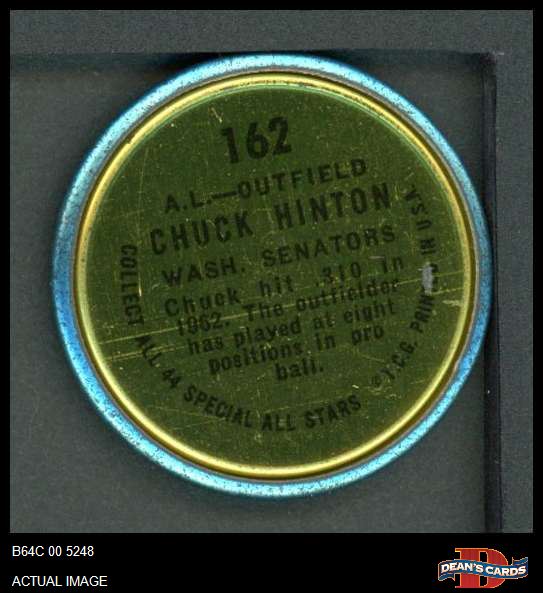 162
A.L.—OUTFIELD
CHUCK HINTON
WASH. SENATORS
Chuck hit .310 in
1962. The outfielder
has played at eight
positions in pro
ball.
COLLECT ALL 44 SPECIAL ALL STARS
© T.C.G. PRINTED IN USA
B64C 00 5248
ACTUAL IMAGE
DEAN'S CARDS